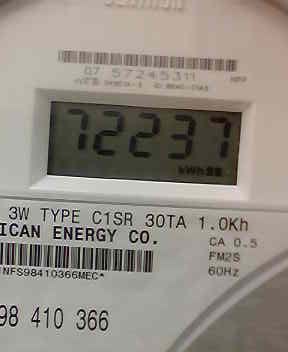 07 57245311
72237
kWh
3W TYPE C1SR 30TA 1.0Kh
ICAN ENERGY CO.
CA 0.5
FM2S
60Hz
NFS98410366MEC*
98 410 366